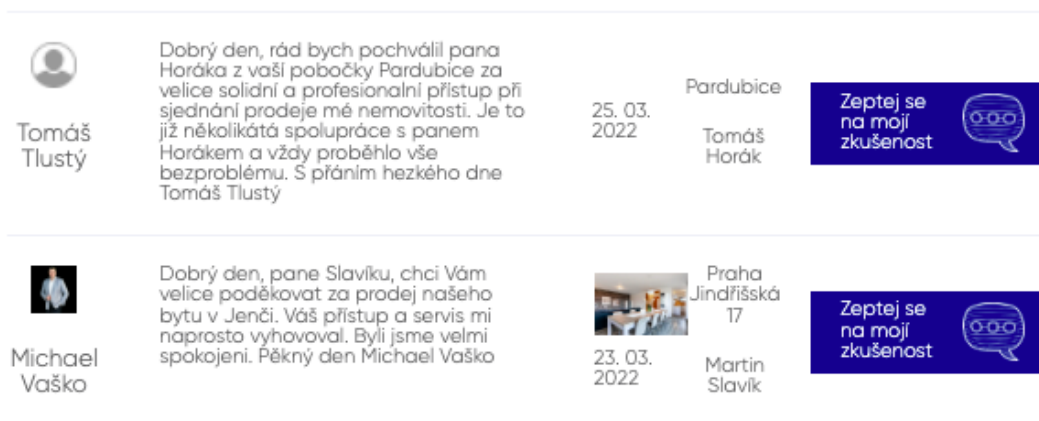 Tomáš
Tlustý
Dobrý den, rád bych pochválil pana
Horáka z vaší pobočky Pardubice za
velice solidní a profesionalní přístup při
sjednání prodeje mé nemovitosti. Je to
již několikátá spolupráce s panem
Horákem a vždy proběhlo vše
bezproblému. S přáním hezkého dne
Tomáš Tlustý
25. 03.
2022
Pardubice
Tomáš
Horák
Zeptej se
na mojí
zkušenost
Michael
Vaško
Dobrý den, pane Slavíku, chci Vám
velice poděkovat za prodej našeho
bytu v Jenči. Váš přístup a servis mi
naprosto vyhovoval. Byli jsme velmi
spokojeni. Pěkný den Michael Vaško
23. 03.
2022
Praha
Jindřišská
17
Martin
Slavík
Zeptej se
na mojí
zkušenost